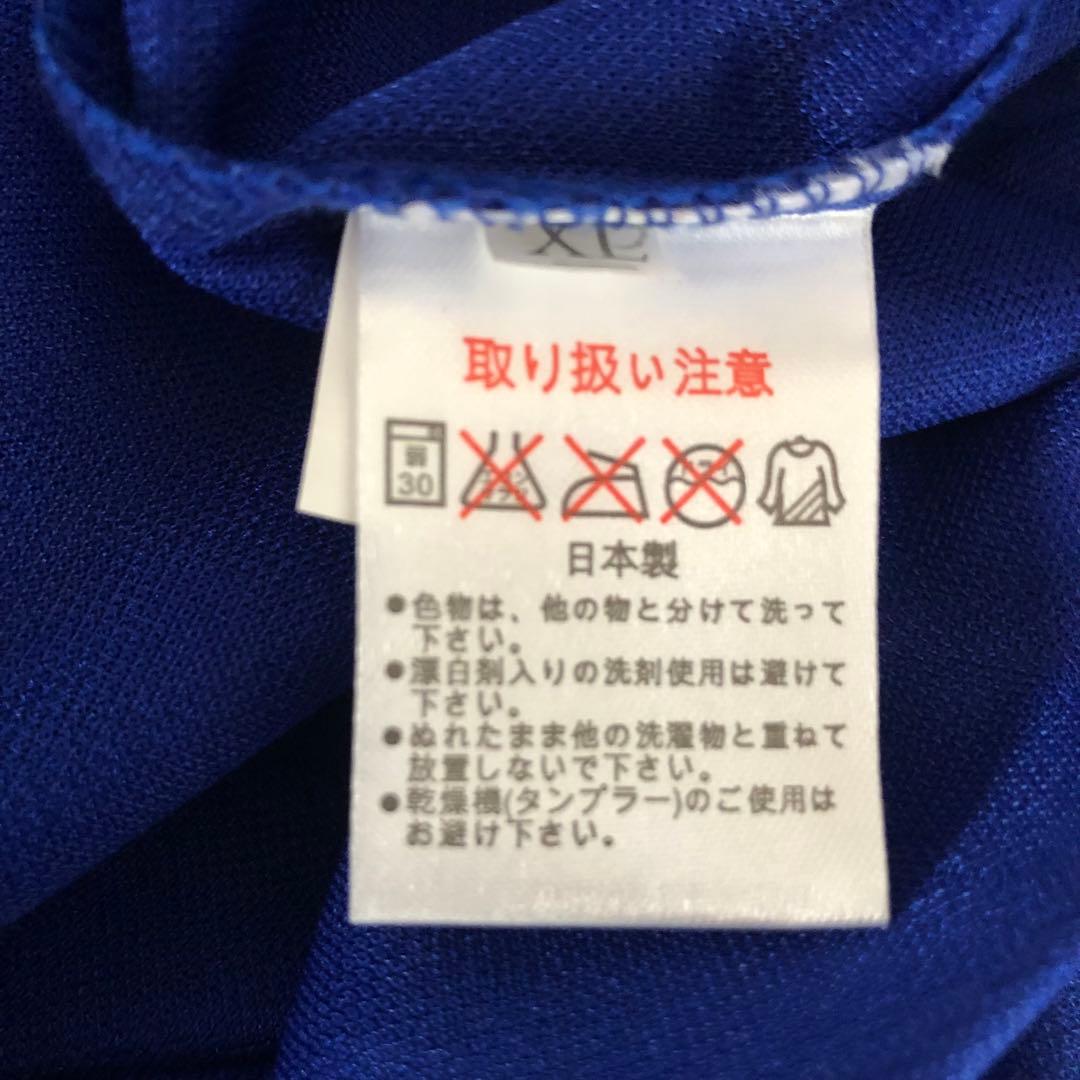 XL
取り扱い注意
弱
30
日本製
●色物は、他の物と分けて洗って
下さい。
●漂白剤入りの洗剤使用は避けて
下さい。
●ぬれたまま他の洗濯物と重ねて
放置しないで下さい。
●乾燥機(タンプラー)のご使用は
お避け下さい。